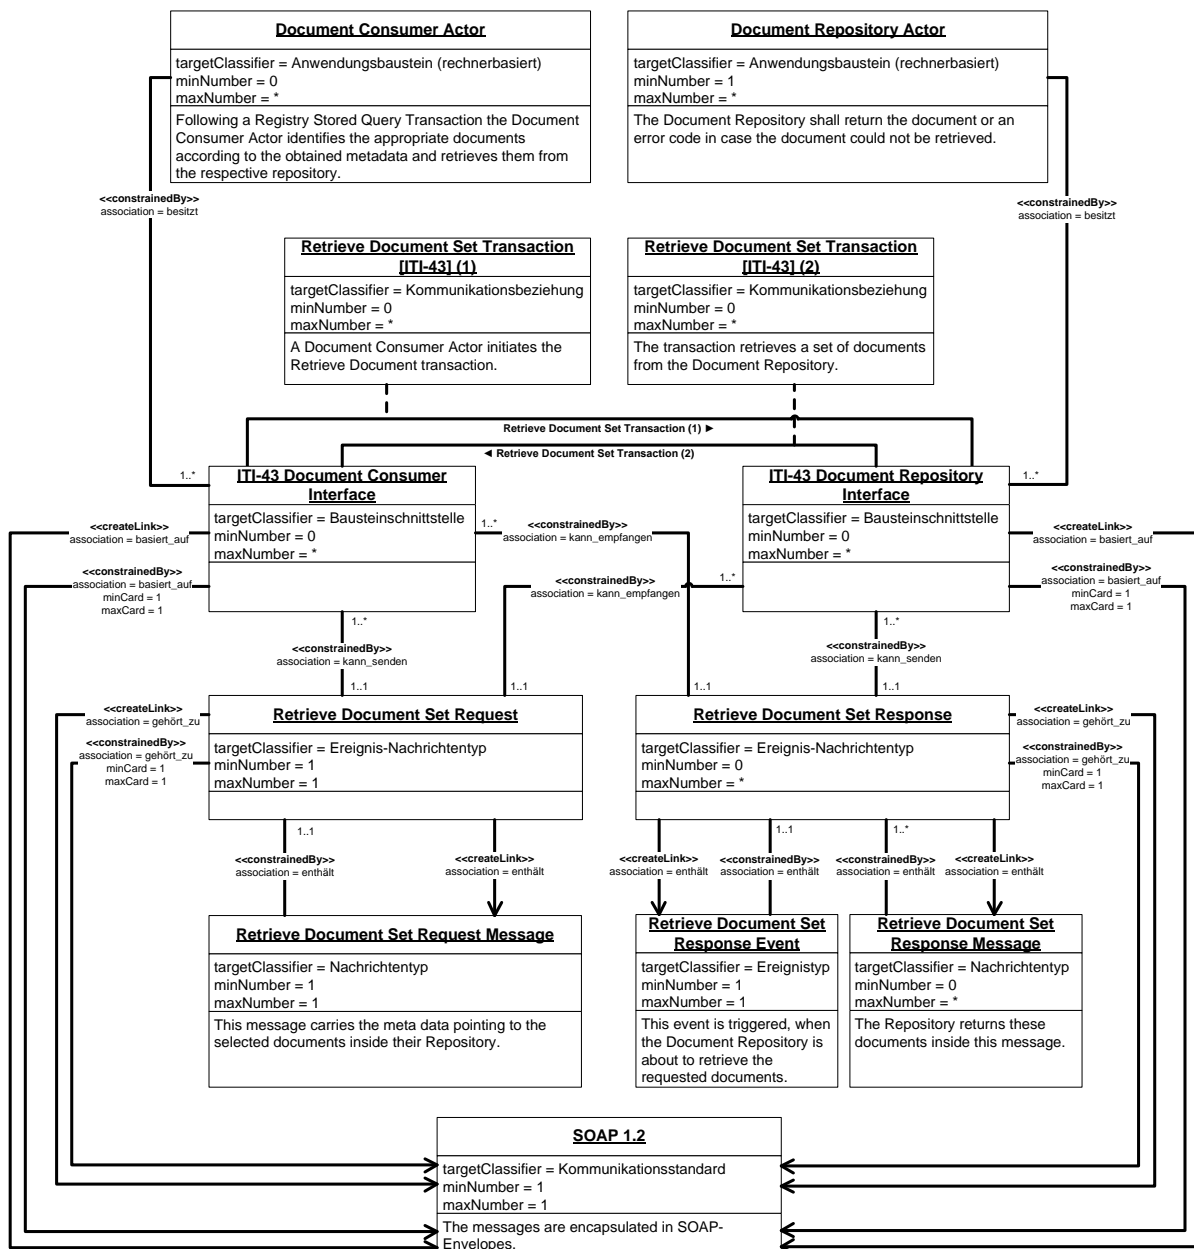 Document Consumer Actor
targetClassifier = Anwendungsbaustein (rechnerbasiert)
minNumber = 0
maxNumber = *
Following a Registry Stored Query Transaction the Document
Consumer Actor identifies the appropriate documents
according to the obtained metadata and retrieves them from
the respective repository.
Document Repository Actor
targetClassifier = Anwendungsbaustein (rechnerbasiert)
minNumber = 1
maxNumber = *
The Document Repository shall return the document or an
error code in case the document could not be retrieved.
<<constrainedBy>>
association = besitzt
<<constrainedBy>>
association = besitzt
Retrieve Document Set Transaction
[ITI-43] (1)
targetClassifier = Kommunikationsbeziehung
minNumber = 0
maxNumber = *
A Document Consumer Actor initiates the
Retrieve Document transaction.
Retrieve Document Set Transaction
[ITI-43] (2)
targetClassifier = Kommunikationsbeziehung
minNumber = 0
maxNumber = *
The transaction retrieves a set of documents
from the Document Repository.
Retrieve Document Set Transaction (1) ►
◄ Retrieve Document Set Transaction (2)
1..*
ITI-43 Document Consumer
Interface
targetClassifier = Bausteinschnittstelle
minNumber = 0
maxNumber = *
ITI-43 Document Repository
Interface
targetClassifier = Bausteinschnittstelle
minNumber = 0
maxNumber = *
1..*
<<createLink>>
association = basiert_auf
<<constrainedBy>>
association = basiert_auf
minCard = 1
maxCard = 1
1..*
<<constrainedBy>>
association = kann_empfangen
<<constrainedBy>>
association = kann_empfangen
1..*
<<createLink>>
association = basiert_auf
<<constrainedBy>>
association = basiert_auf
minCard = 1
maxCard = 1
1..*
<<constrainedBy>>
association = kann_senden
1..1
1..1
1..*
<<constrainedBy>>
association = kann_senden
1..1
1..1
<<createLink>>
association = gehört_zu
<<constrainedBy>>
association = gehört_zu
minCard = 1
maxCard = 1
Retrieve Document Set Request
targetClassifier = Ereignis-Nachrichtentyp
minNumber = 1
maxNumber = 1
Retrieve Document Set Response
targetClassifier = Ereignis-Nachrichtentyp
minNumber = 0
maxNumber = *
<<createLink>>
association = gehört_zu
<<constrainedBy>>
association = gehört_zu
minCard = 1
maxCard = 1
1..1
<<constrainedBy>>
association = enthält
<<createLink>>
association = enthält
<<createLink>>
association = enthält
1..1
<<constrainedBy>>
association = enthält
1..*
<<constrainedBy>>
association = enthält
<<createLink>>
association = enthält
Retrieve Document Set Request Message
targetClassifier = Nachrichtentyp
minNumber = 1
maxNumber = 1
This message carries the meta data pointing to the
selected documents inside their Repository.
Retrieve Document Set
Response Event
targetClassifier = Ereignistyp
minNumber = 1
maxNumber = 1
This event is triggered, when
the Document Repository is
about to retrieve the
requested documents.
Retrieve Document Set
Response Message
targetClassifier = Nachrichtentyp
minNumber = 0
maxNumber = *
The Repository returns these
documents inside this message.
SOAP 1.2
targetClassifier = Kommunikationsstandard
minNumber = 1
maxNumber = 1
The messages are encapsulated in SOAP-
Envelopes.